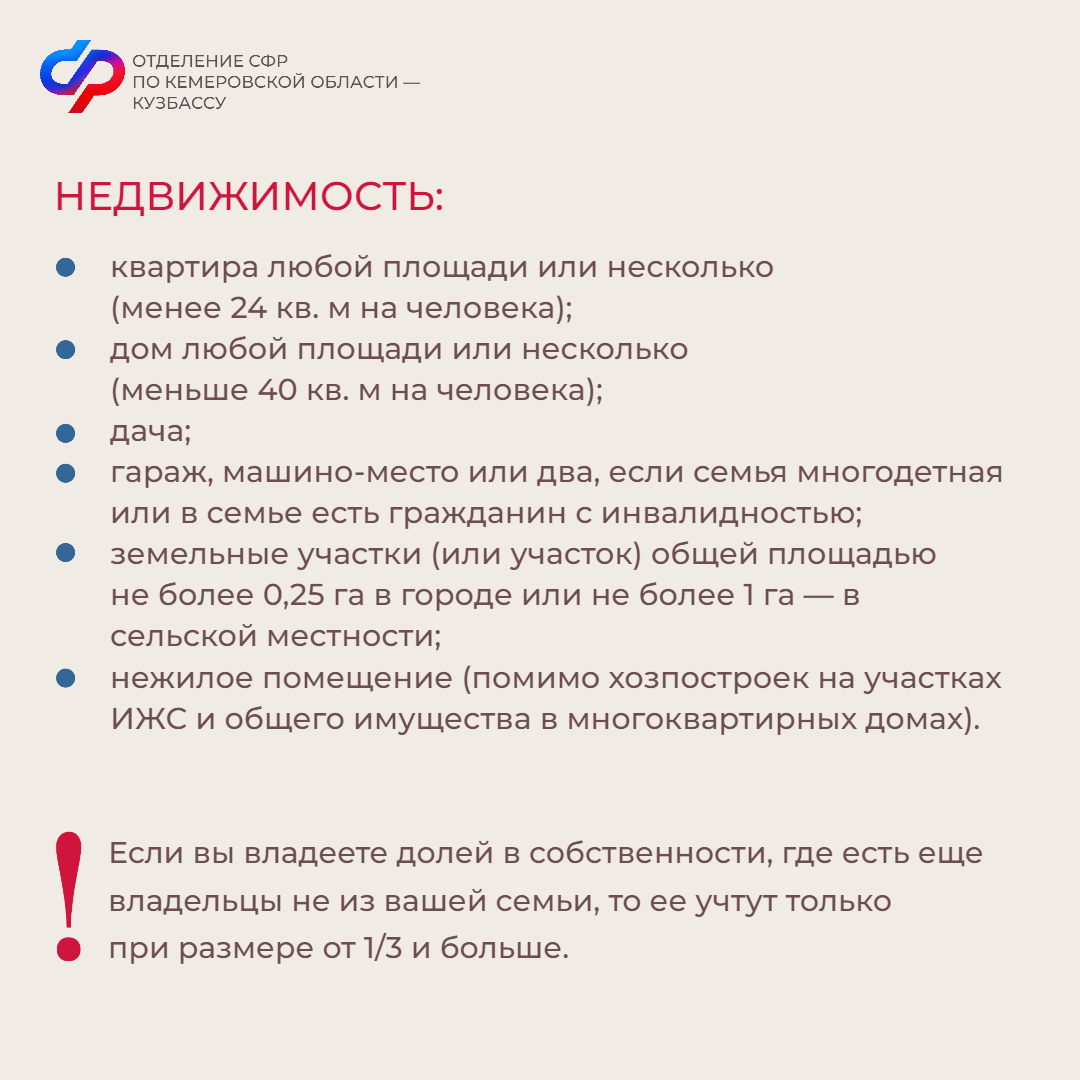 ОТДЕЛЕНИЕ СФР
ПО КЕМЕРОВСКОЙ ОБЛАСТИ —
КУЗБАССУ
НЕДВИЖИМОСТЬ:
квартира любой площади или несколько
(менее 24 кв. м на человека);
дом любой площади или несколько
(меньше 40 кв. м на человека);
дача;
гараж, машино-место или два, если семья многодетная
или в семье есть гражданин с инвалидностью;
земельные участки (или участок) общей площадью
не более 0,25 га в городе или не более 1 га — в
сельской местности;
нежилое помещение (помимо хозпостроек на участках
ИЖС и общего имущества в многоквартирных домах).
! Если вы владеете долей в собственности, где есть еще
владельцы не из вашей семьи, то ее учтут только
при размере от 1/3 и больше.